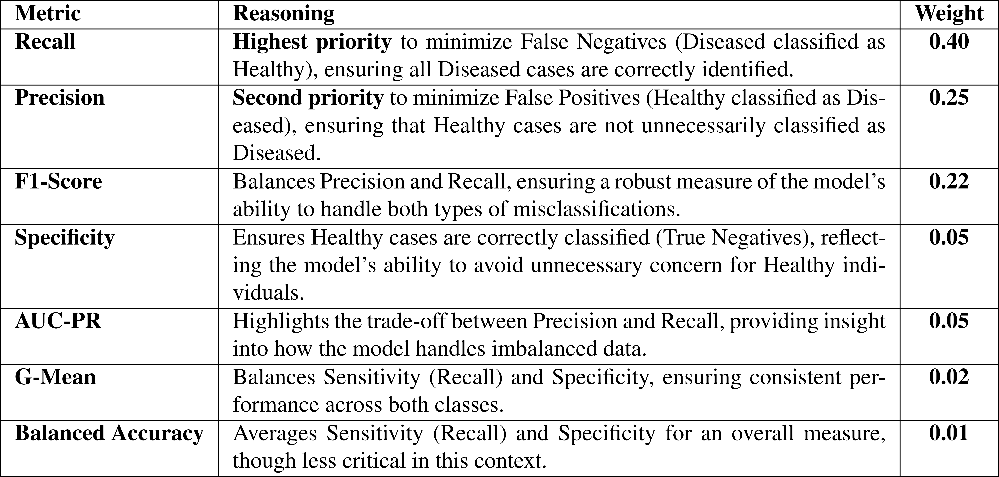 Metric Reasoning Weight
Recall Highest priority to minimize False Negatives (Diseased classified as 0.40
Healthy), ensuring all Diseased cases are correctly identified.
Precision Second priority to minimize False Positives (Healthy classified as Dis- 0.25
eased), ensuring that Healthy cases are not unnecessarily classified as
Diseased.
F1-Score Balances Precision and Recall, ensuring a robust measure of the model’s 0.22
ability to handle both types of misclassifications.
Specificity Ensures Healthy cases are correctly classified (True Negatives), reflect- 0.05
ing the model’s ability to avoid unnecessary concern for Healthy indi-
viduals.
AUC-PR Highlights the trade-off between Precision and Recall, providing insight 0.05
into how the model handles imbalanced data.
G-Mean Balances Sensitivity (Recall) and Specificity, ensuring consistent per- 0.02
formance across both classes.
Balanced Accuracy Averages Sensitivity (Recall) and Specificity for an overall measure, 0.01
though less critical in this context.